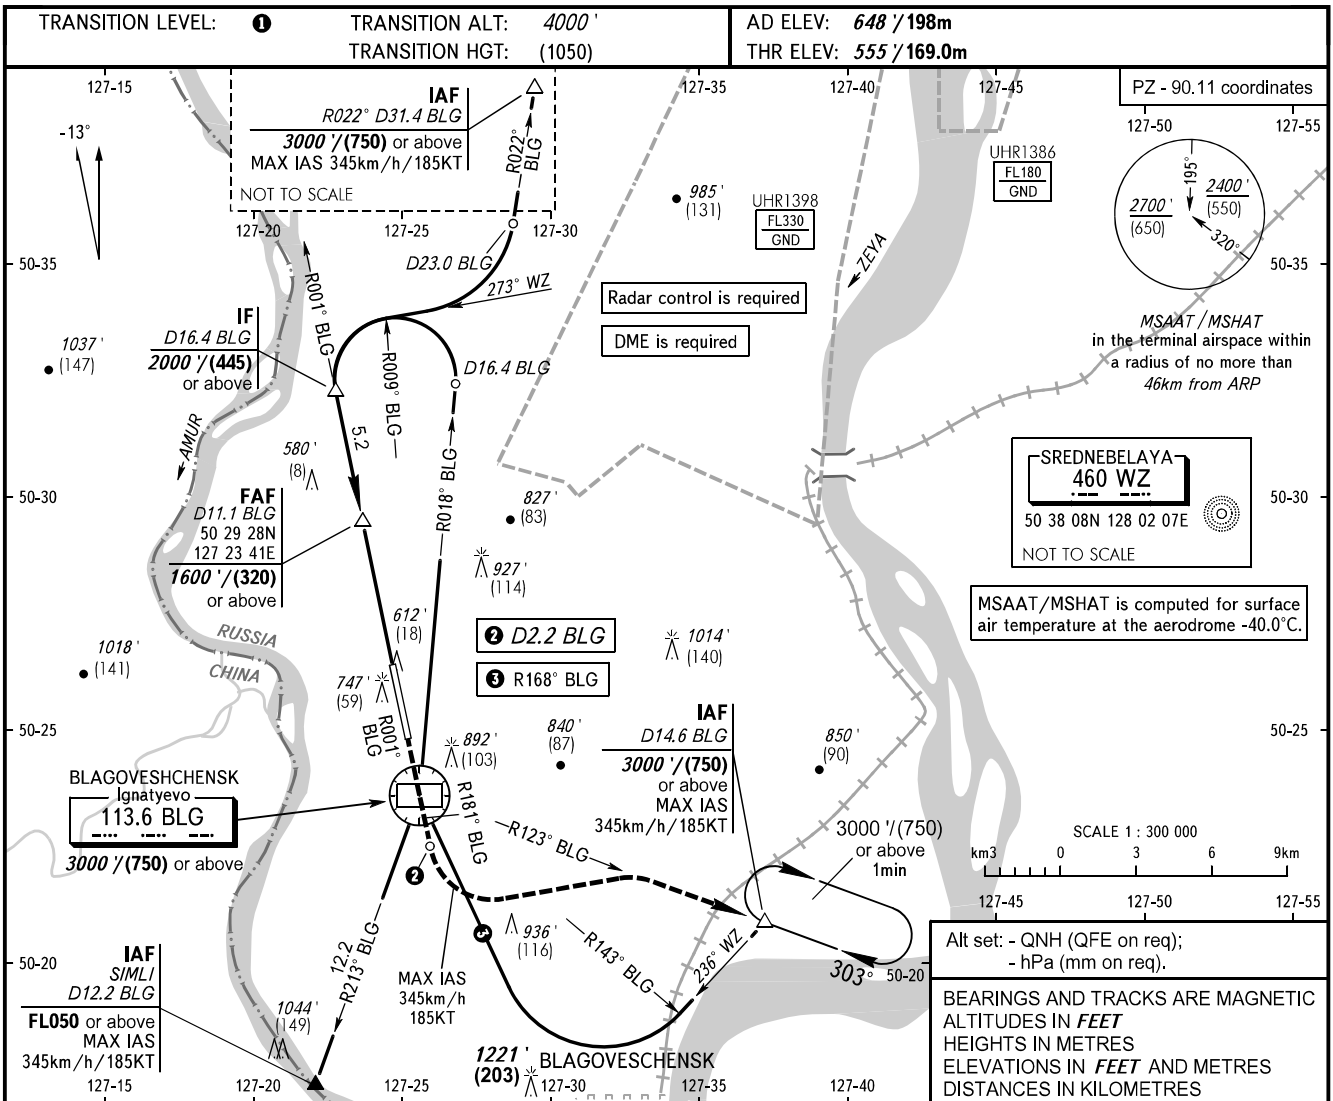 TRANSITION LEVEL: ❶ TRANSITION ALT: 4000'
TRANSITION HGT: (1050)
AD ELEV: 648'/198m
THR ELEV: 555'/169.0m
127-15
127-35
127-40
127-45
PZ - 90.11 coordinates
127-50
127-55
-13°
IAF
R022° D31.4 BLG
3000'/(750) or above
MAX IAS 345km/h/185KT
NOT TO SCALE
R022°
BLG
127-20
127-25
127-30
985'
(131)
UHR1398
FL330
GND
UHR1386
FL180
GND
ZEYA
195°
2700'
(650)
2400'
(550)
320°
MSAAT/MSHAT
in the terminal airspace within
a radius of no more than
46km from ARP
50-35
50-35
D23.0 BLG
273° WZ
R001° BLG
Radar control is required
DME is required
IF
D16.4 BLG
2000'/(445)
or above
1037'
(147)
R009° BLG
D16.4 BLG
AMUR
5.2
580'
(8)
R018° BLG
SREDNEBELAYA
460 WZ
50 38 08N 128 02 07E
NOT TO SCALE
50-30
50-30
FAF
D11.1 BLG
50 29 28N
127 23 41E
1600'/(320)
or above
827'
(83)
927'
(114)
MSAAT/MSHAT is computed for surface
air temperature at the aerodrome -40.0°C.
612'
(18)
❷ D2.2 BLG
❸ R168° BLG
1014'
(140)
RUSSIA
CHINA
1018'
(141)
747'
(59)
R001°
BLG
892'
(103)
840'
(87)
850'
(90)
50-25
50-25
IAF
D14.6 BLG
3000'/(750)
or above
MAX IAS
345km/h/185KT
BLAGOVESHCHENSK
Ignatyevo
113.6 BLG
3000'/(750) or above
R181° BLG
R123° BLG
3000'/(750)
or above
1min
SCALE 1 : 300 000
km3 0 3 6 9km
127-45
127-50
127-55
❷
❸
936'
(116)
R143° BLG
236° WZ
303°
50-20
50-20
12.2
R213° BLG
MAX IAS
345km/h
185KT
IAF
SIMLI
D12.2 BLG
FL050 or above
MAX IAS
345km/h/185KT
1044'
(149)
1221'
(203)
BLAGOVESCHENSK
127-15
127-20
127-25
127-30
127-35
127-40
Alt set: - QNH (QFE on req);
- hPa (mm on req).
BEARINGS AND TRACKS ARE MAGNETIC
ALTITUDES IN FEET
HEIGHTS IN METRES
ELEVATIONS IN FEET AND METRES
DISTANCES IN KILOMETRES